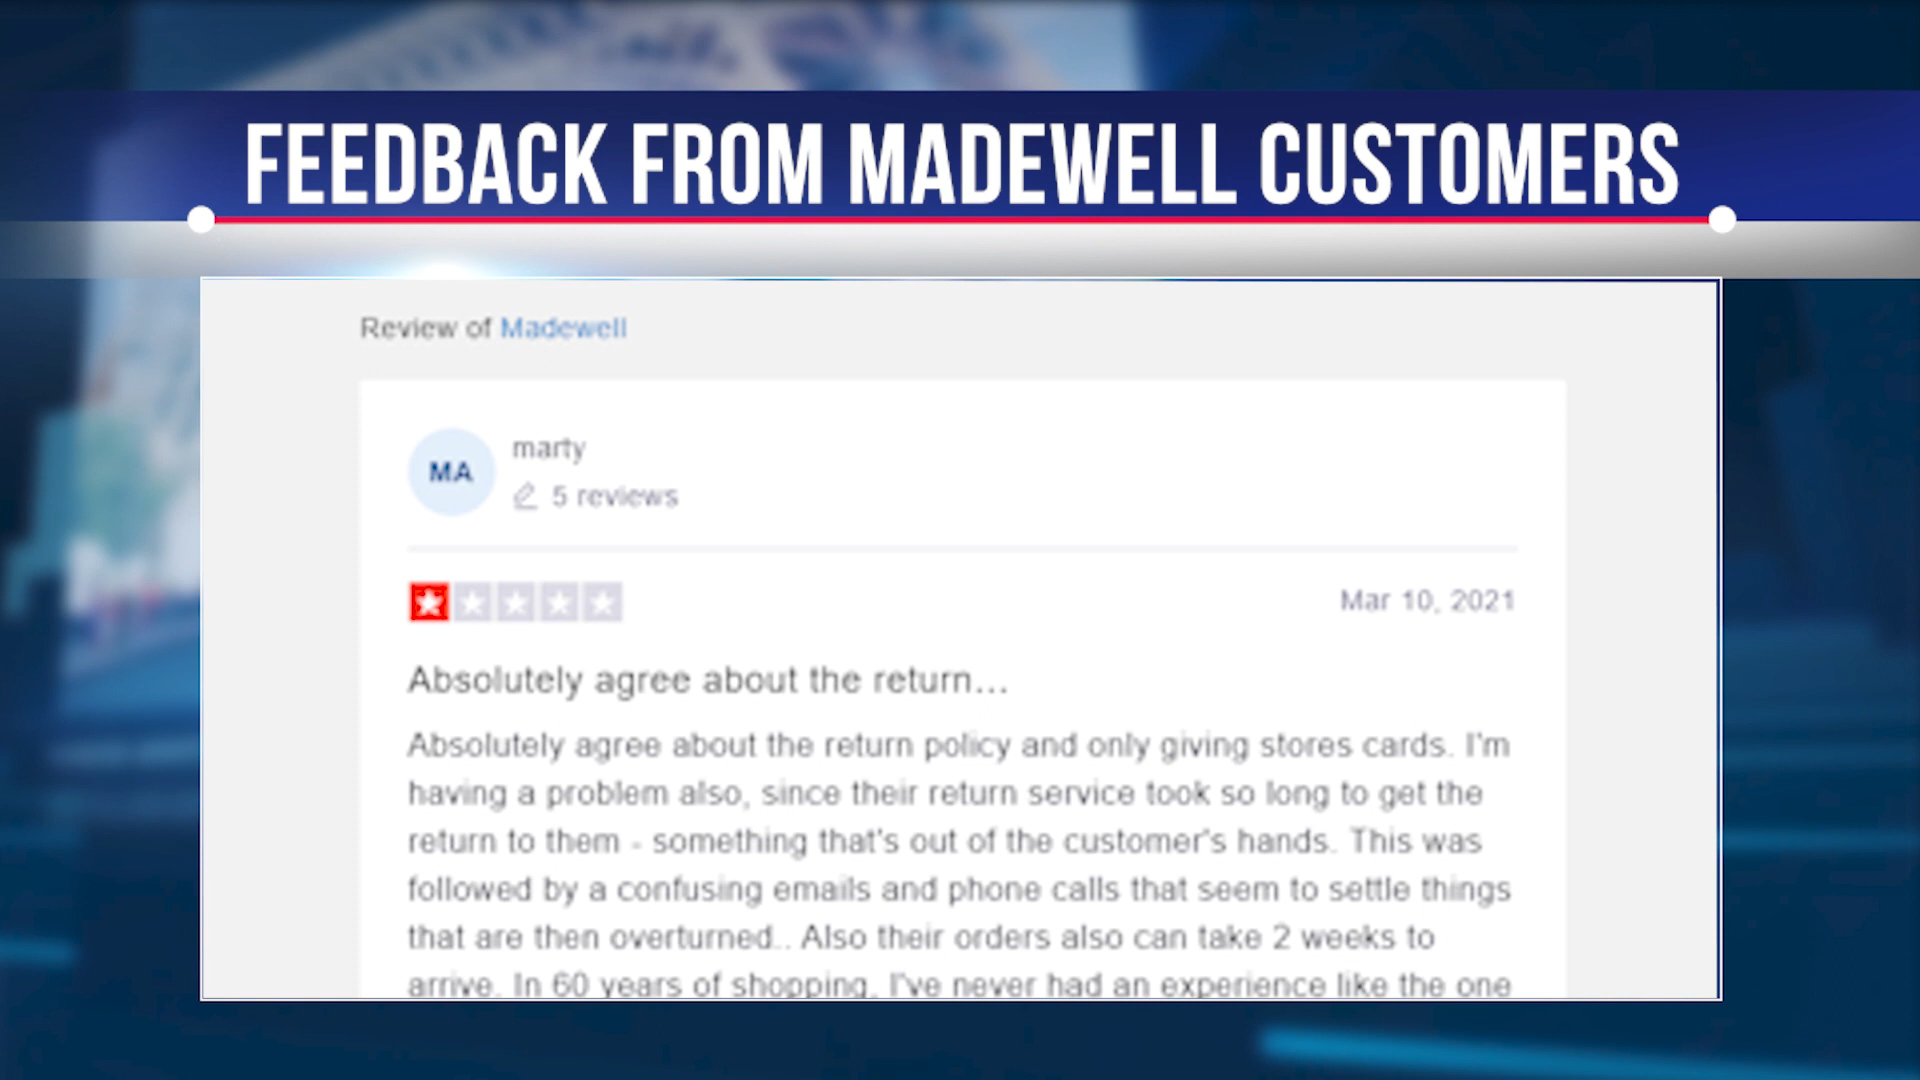 FEEDBACK FROM MADEWELL CUSTOMERS
Review of Madewell
MA
marty
5 reviews
Mar 10, 2021
Absolutely agree about the return...
Absolutely agree about the return policy and only giving stores cards. I'm
having a problem also, since their return service took so long to get the
return to them - something that's out of the customer's hands. This was
followed by a confusing emails and phone calls that seem to settle things
that are then overturned.. Also their orders also can take 2 weeks to
arrive. In 60 years of shopping, I've never had an experience like the one